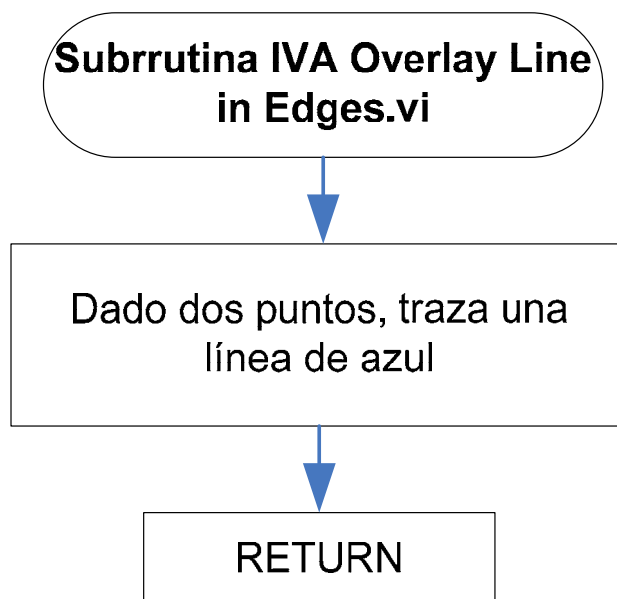 Subrrutina IVA Overlay Line
in Edges.vi
Dado dos puntos, traza una
línea de azul
RETURN